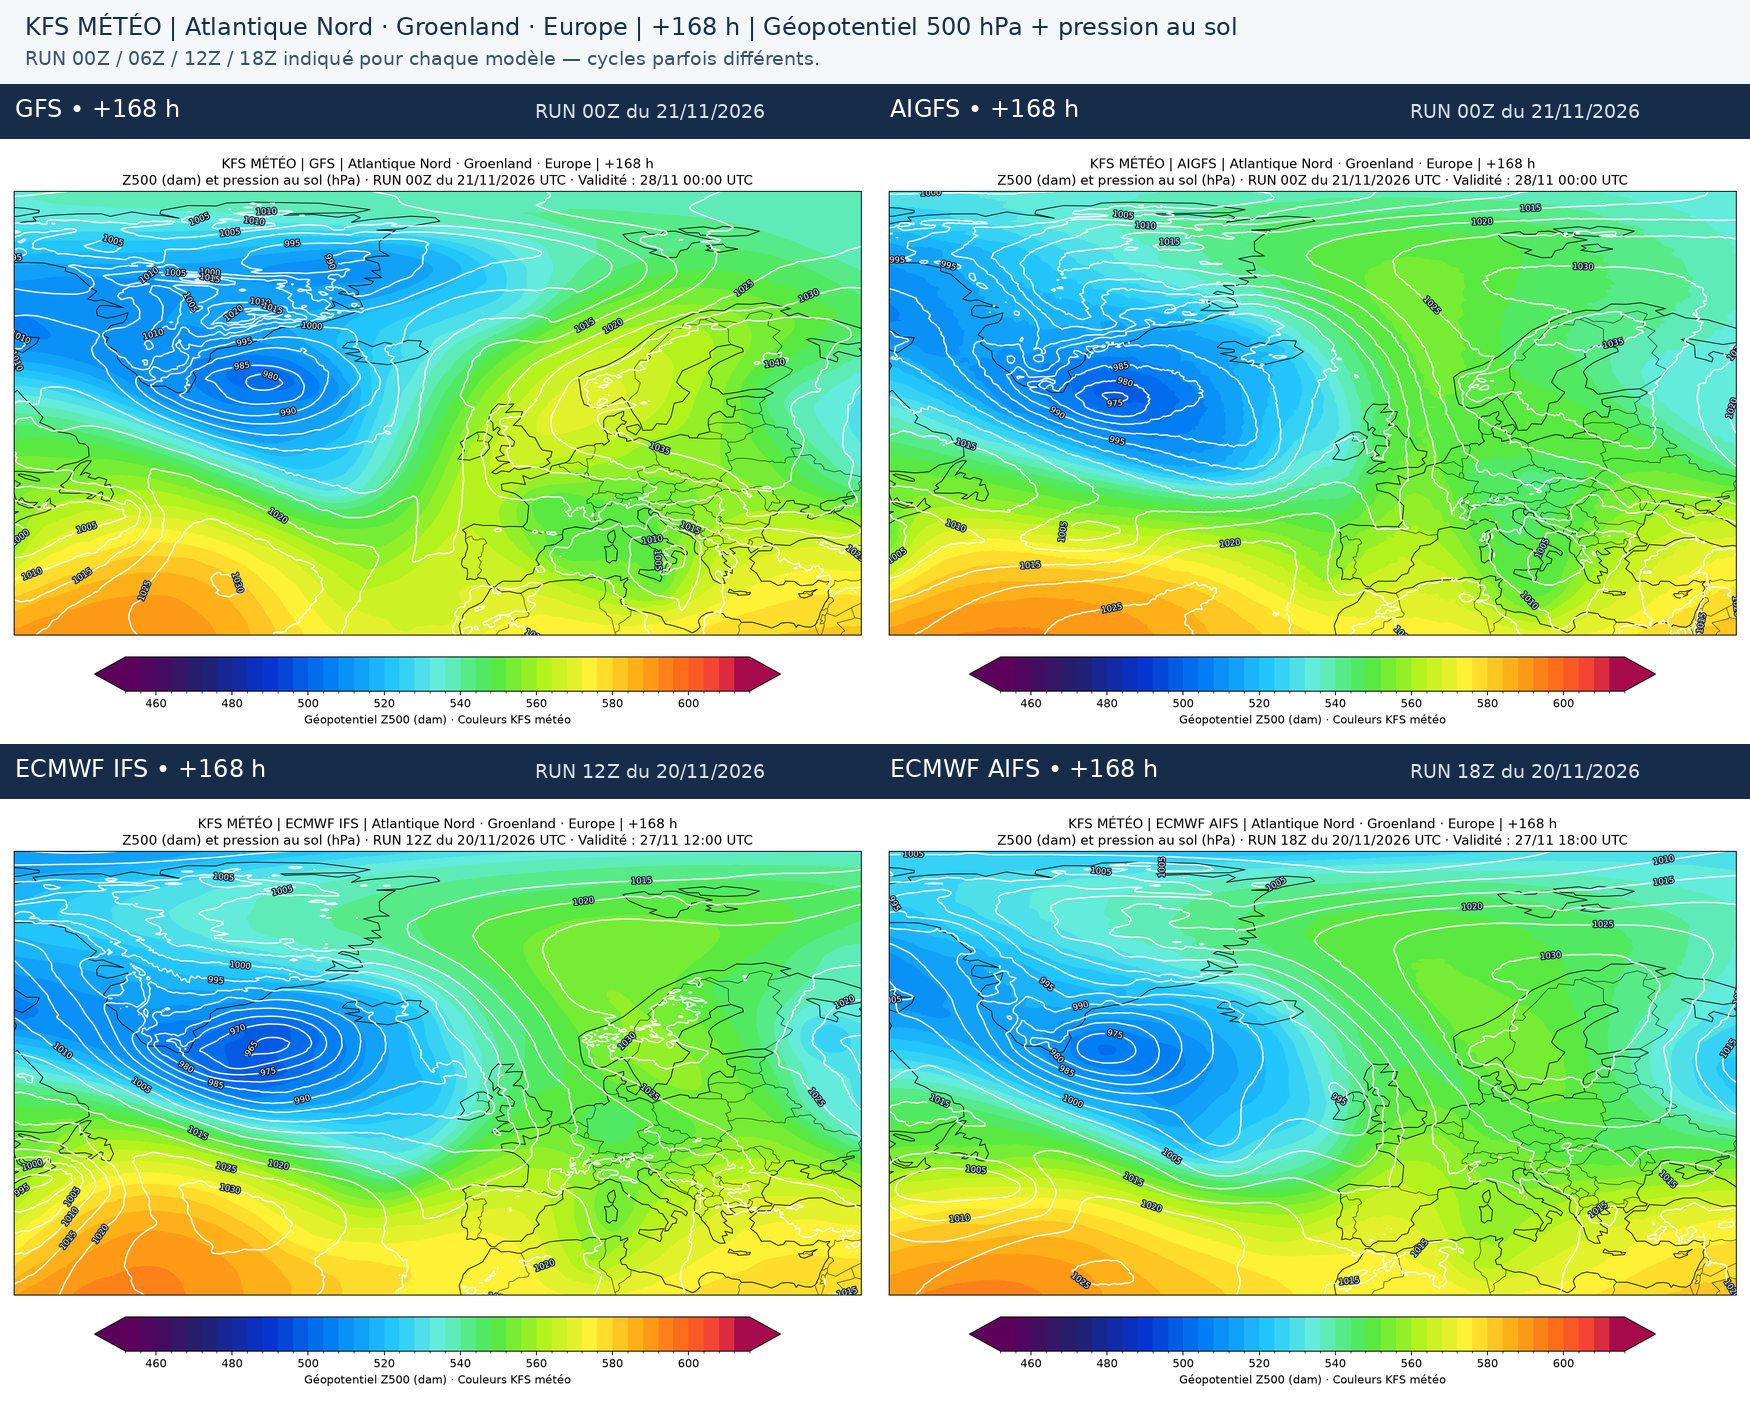 KFS MÉTÉO | Atlantique Nord · Groenland · Europe | +168 h | Géopotentiel 500 hPa + pression au sol
RUN 00Z / 06Z / 12Z / 18Z indiqué pour chaque modèle — cycles parfois différents.
GFS • +168 h
RUN 00Z du 21/11/2026
AIGFS • +168 h
RUN 00Z du 21/11/2026
KFS MÉTÉO | GFS | Atlantique Nord · Groenland · Europe | +168 h
Z500 (dam) et pression au sol (hPa) · RUN 00Z du 21/11/2026 UTC · Validité : 28/11 00:00 UTC
KFS MÉTÉO | AIGFS | Atlantique Nord · Groenland · Europe | +168 h
Z500 (dam) et pression au sol (hPa) · RUN 00Z du 21/11/2026 UTC · Validité : 28/11 00:00 UTC
460 480 500 520 540 560 580 600
Géopotentiel Z500 (dam) · Couleurs KFS météo
460 480 500 520 540 560 580 600
Géopotentiel Z500 (dam) · Couleurs KFS météo
ECMWF IFS • +168 h
RUN 12Z du 20/11/2026
ECMWF AIFS • +168 h
RUN 18Z du 20/11/2026
KFS MÉTÉO | ECMWF IFS | Atlantique Nord · Groenland · Europe | +168 h
Z500 (dam) et pression au sol (hPa) · RUN 12Z du 20/11/2026 UTC · Validité : 27/11 12:00 UTC
KFS MÉTÉO | ECMWF AIFS | Atlantique Nord · Groenland · Europe | +168 h
Z500 (dam) et pression au sol (hPa) · RUN 18Z du 20/11/2026 UTC · Validité : 27/11 18:00 UTC
460 480 500 520 540 560 580 600
Géopotentiel Z500 (dam) · Couleurs KFS météo
460 480 500 520 540 560 580 600
Géopotentiel Z500 (dam) · Couleurs KFS météo